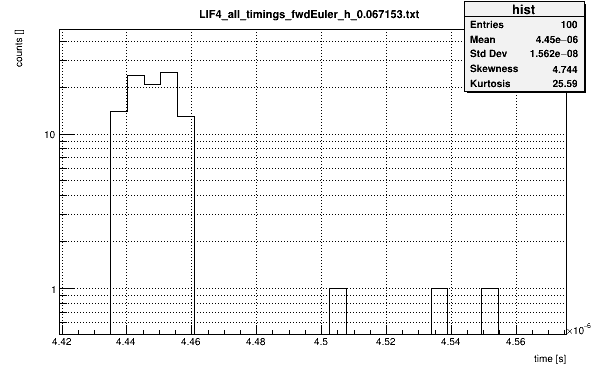 LIF4_all_timings_fwdEuler_h_0.067153.txt
hist
Entries 100
Mean 4.45e−06
Std Dev 1.562e−08
Skewness 4.744
Kurtosis 25.59
counts []
10
1
4.42 4.44 4.46 4.48 4.5 4.52 4.54 4.56
×10−6
time [s]